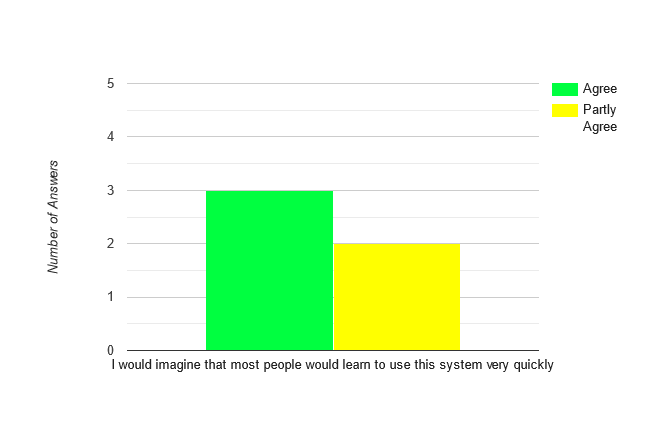 5
4
3
2
1
0
Number of Answers
I would imagine that most people would learn to use this system very quickly
Agree
Partly
Agree